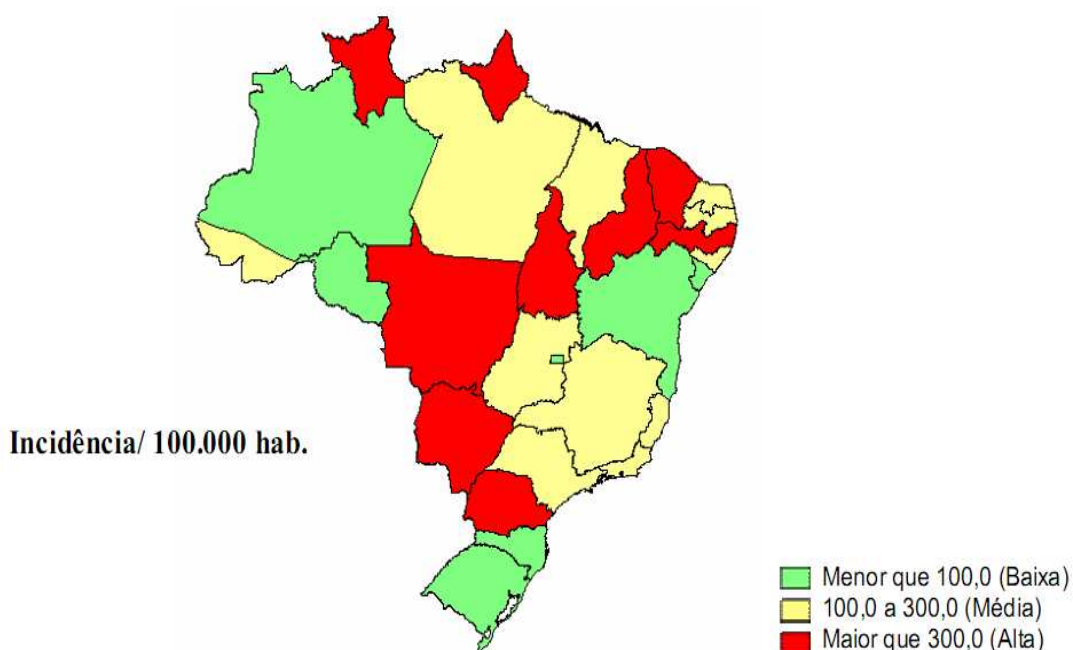 Incidência/ 100.000 hab.
Menor que 100,0 (Baixa)
100,0 a 300,0 (Média)
Maior que 300,0 (Alta)